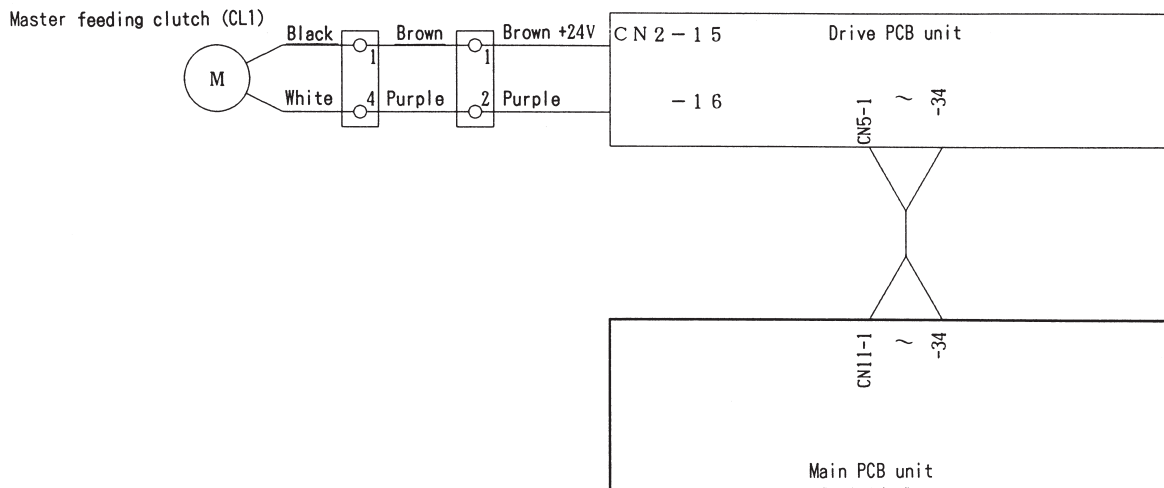 Master feeding clutch (CL1)
Black Brown Brown +24V CN2-15 Drive PCB unit
1 1
M
White 4 Purple 2 Purple -16
CN5-1 ~ -34
CN11-1 ~ -34
Main PCB unit